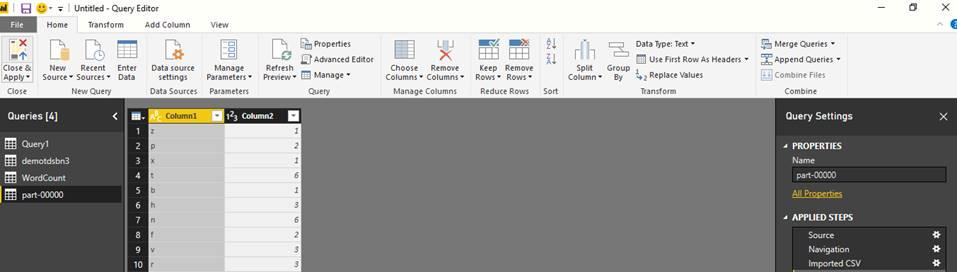 Untitled - Query Editor
File Home Transform Add Column View
Close & Apply New Source Recent Sources Enter Data Data source settings Manage Parameters Refresh Preview Properties Advanced Editor Manage Choose Columns Remove Columns Keep Rows Remove Rows Split Column Group By Data Type: Text Use First Row As Headers Replace Values Merge Queries Append Queries Combine Files
Close New Query Data Sources Parameters Query Manage Columns Reduce Rows Sort Transform Combine
Queries [4]
Query1
demotdsbn3
WordCount
part-00000
Column1 Column2
1 z 1
2 p 2
3 x 1
4 t 6
5 b 1
6 h 3
7 n 6
8 f 2
9 v 3
10 r 3
Query Settings
PROPERTIES
Name
part-00000
All Properties
APPLIED STEPS
Source
Navigation
Imported CSV